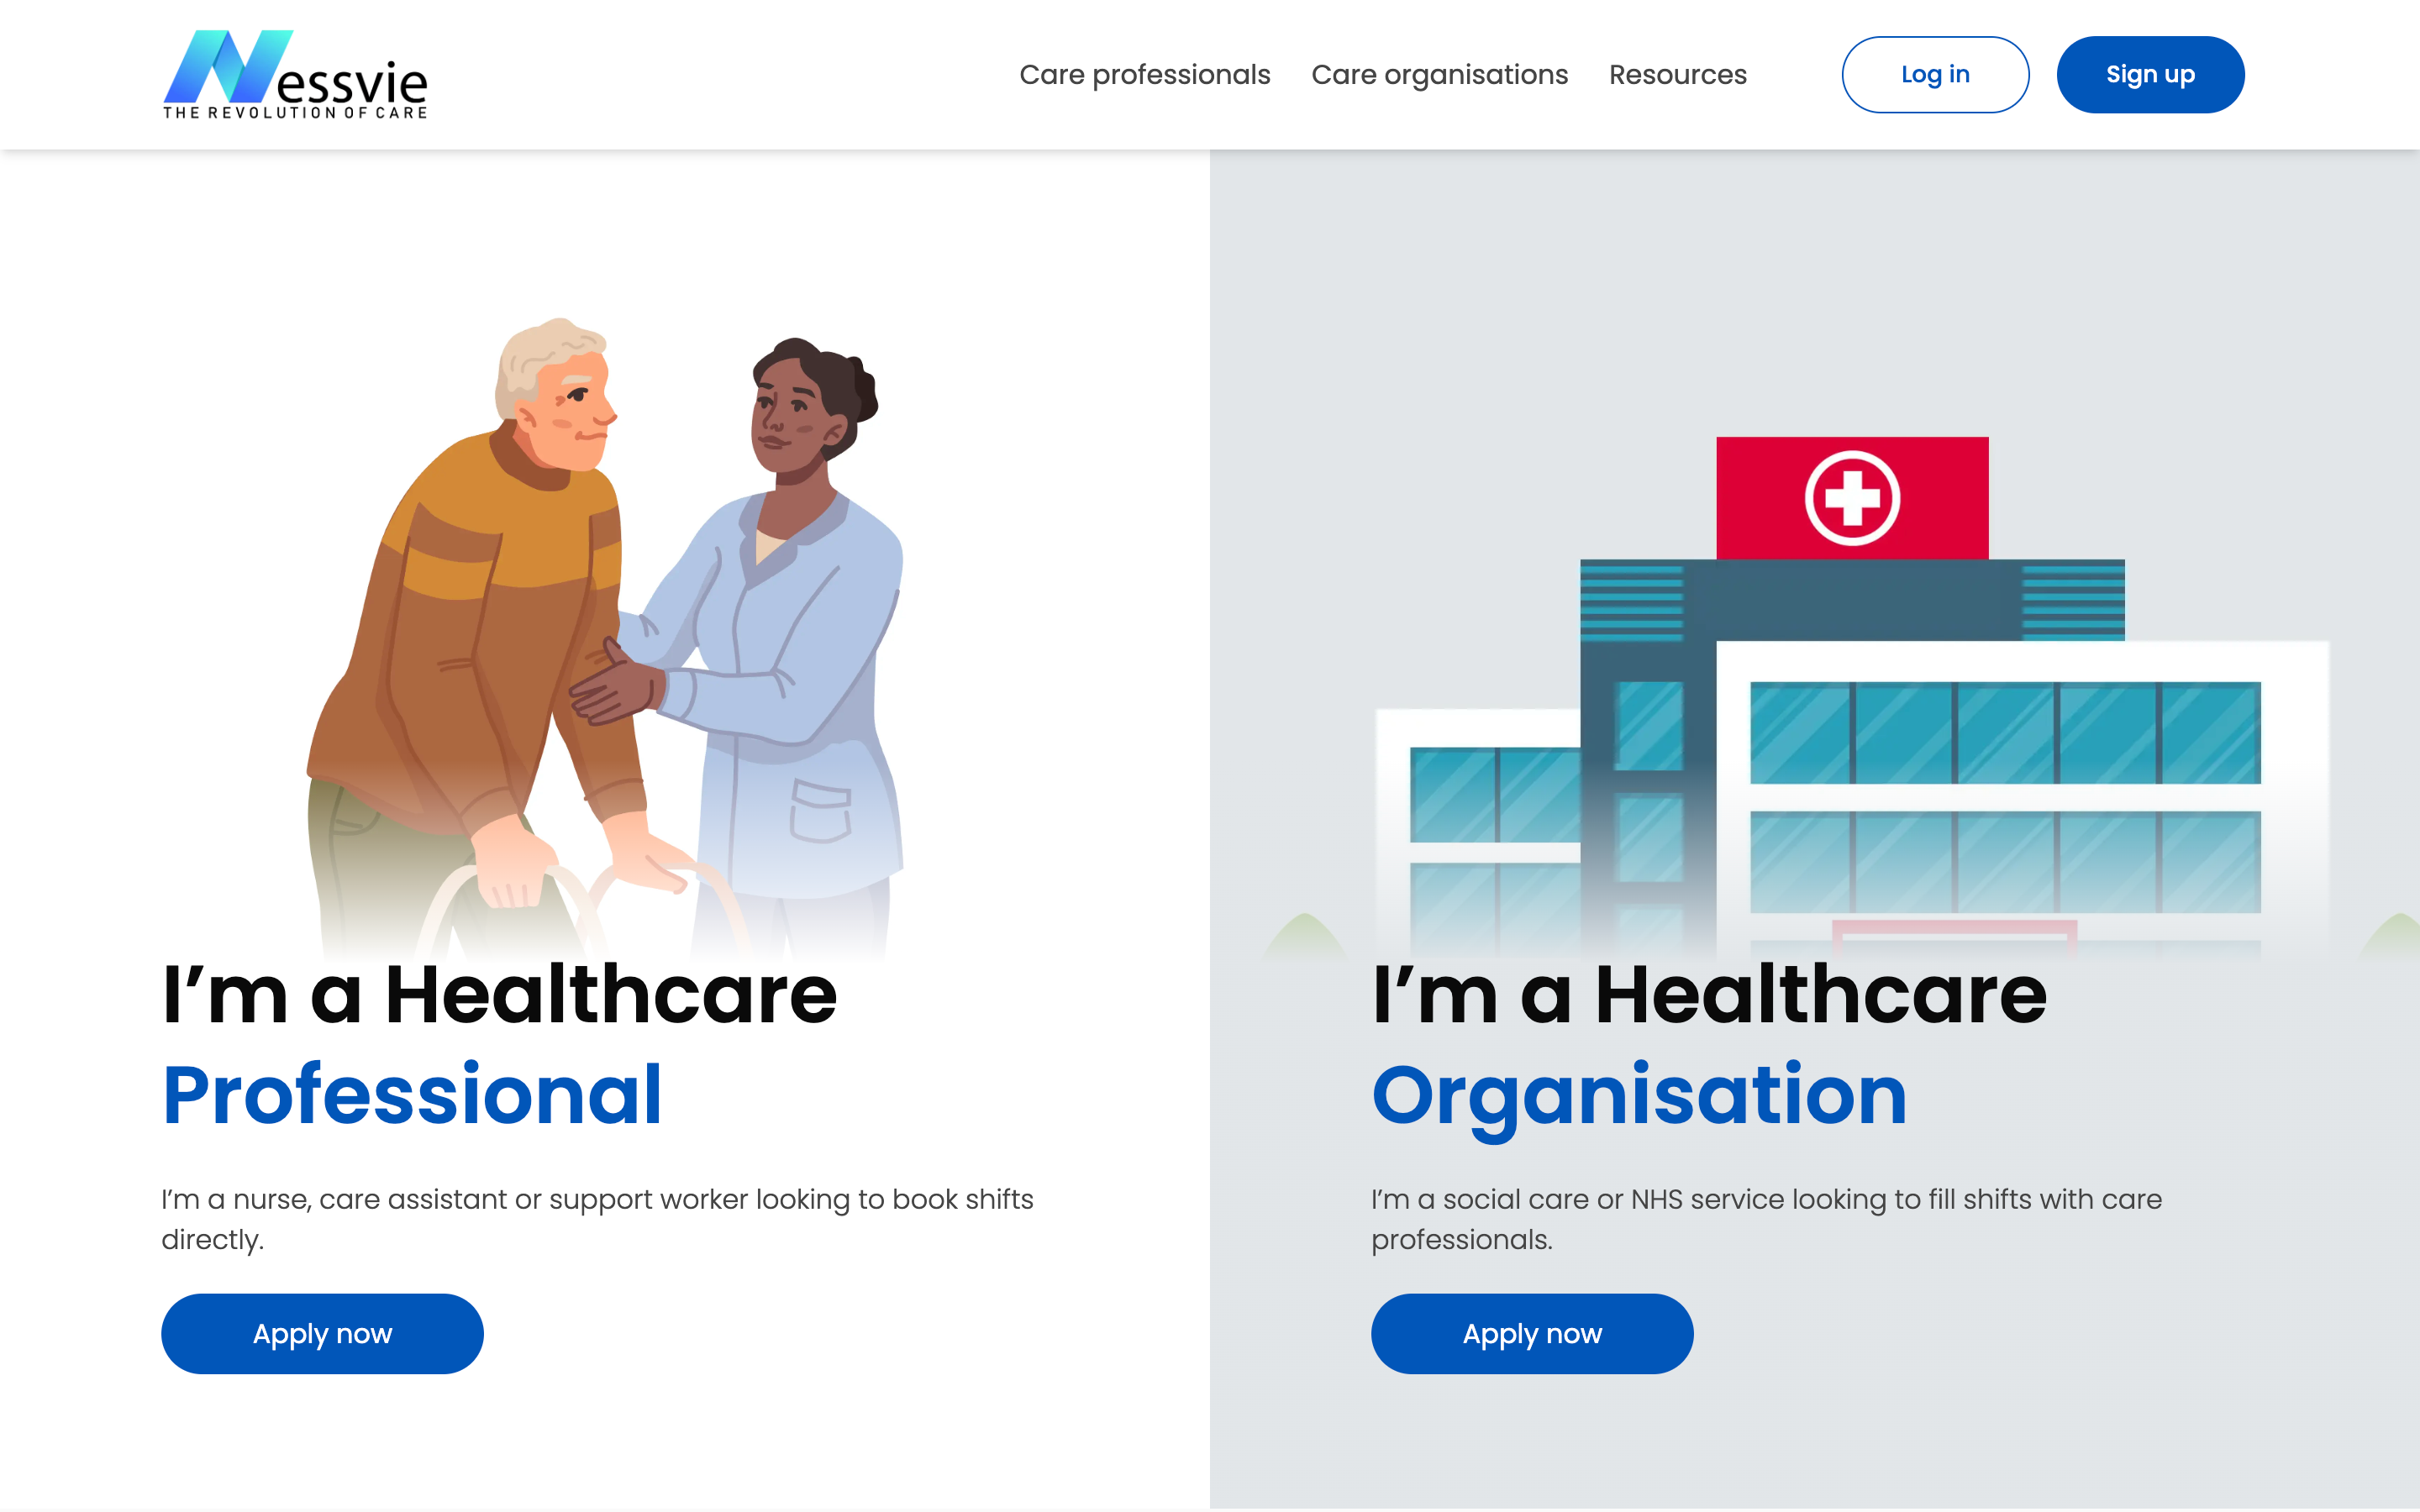 Nessvie
THE REVOLUTION OF CARE
Care professionals
Care organisations
Resources
Log in
Sign up
I’m a Healthcare
Professional
I’m a nurse, care assistant or support worker looking to book shifts
directly.
Apply now
I’m a Healthcare
Organisation
I’m a social care or NHS service looking to fill shifts with care
professionals.
Apply now